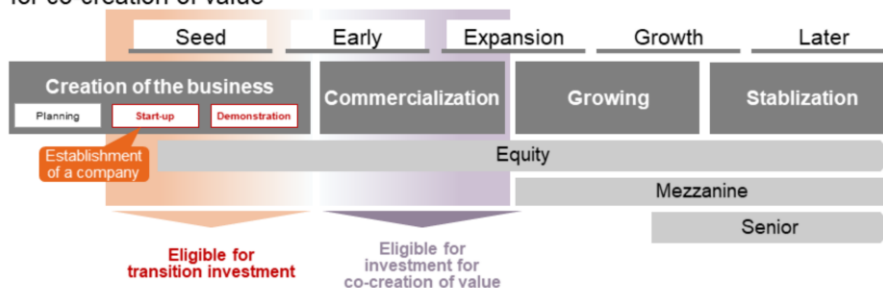 for co-creation of value
Seed
Early
Expansion
Growth
Later
Creation of the business
Planning
Start-up
Demonstration
Commercialization
Growing
Stablization
Establishment
of a company
Equity
Mezzanine
Senior
Eligible for
transition investment
Eligible for
investment for
co-creation of value